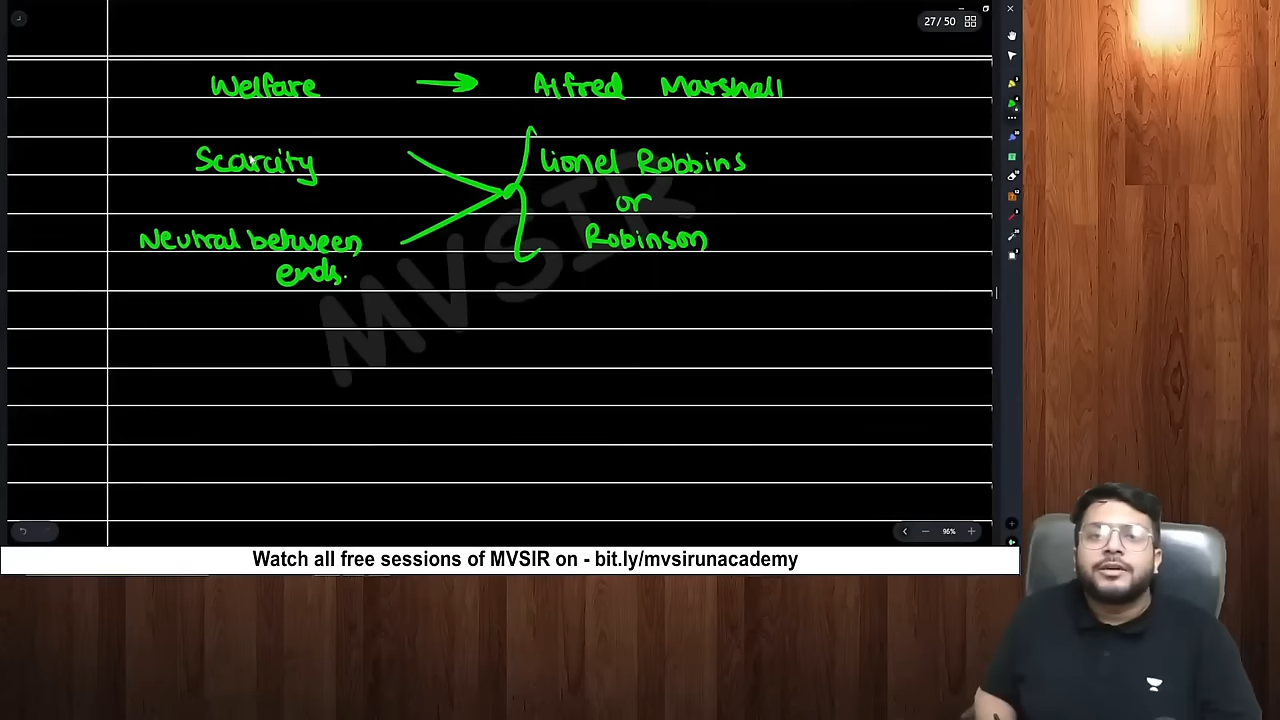 27/50
Welfare → Alfred Marshall
Scarcity
Lionel Robbins
or
Neutral between
ends.
Robinson
MVSIR
96%
Watch all free sessions of MVSIR on - bit.ly/mvsirunacademy